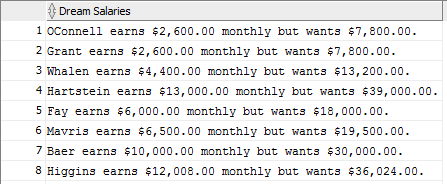 Dream Salaries
1 OConnell earns $2,600.00 monthly but wants $7,800.00.
2 Grant earns $2,600.00 monthly but wants $7,800.00.
3 Whalen earns $4,400.00 monthly but wants $13,200.00.
4 Hartstein earns $13,000.00 monthly but wants $39,000.00.
5 Fay earns $6,000.00 monthly but wants $18,000.00.
6 Mavris earns $6,500.00 monthly but wants $19,500.00.
7 Baer earns $10,000.00 monthly but wants $30,000.00.
8 Higgins earns $12,008.00 monthly but wants $36,024.00.